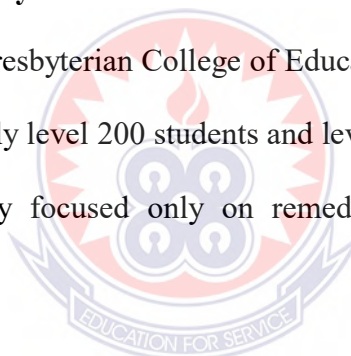 resbyterian College of Educa
ly level 200 students and lev
y focused only on remed
EDUCATION FOR SERVICE